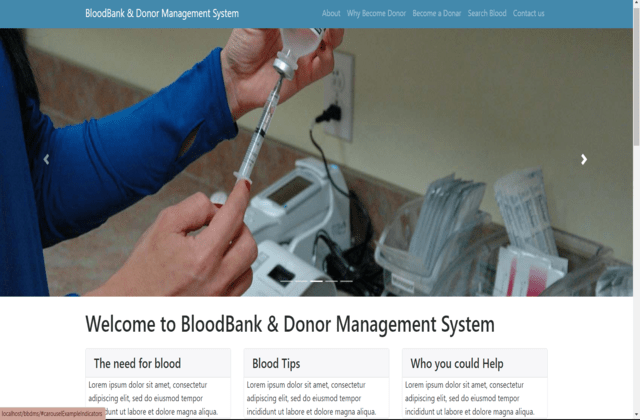 BloodBank & Donor Management System
About Why Become Donor Become a Donar Search Blood Contact us
Welcome to BloodBank & Donor Management System
The need for blood
Lorem ipsum dolor sit amet, consectetur
adipiscing elit, sed do eiusmod tempor
incididunt ut labore et dolore magna aliqua.
Blood Tips
Lorem ipsum dolor sit amet, consectetur
adipiscing elit, sed do eiusmod tempor
incididunt ut labore et dolore magna aliqua.
Who you could Help
Lorem ipsum dolor sit amet, consectetur
adipiscing elit, sed do eiusmod tempor
incididunt ut labore et dolore magna aliqua.
localhost/bbdms/#carouselExampleIndicators